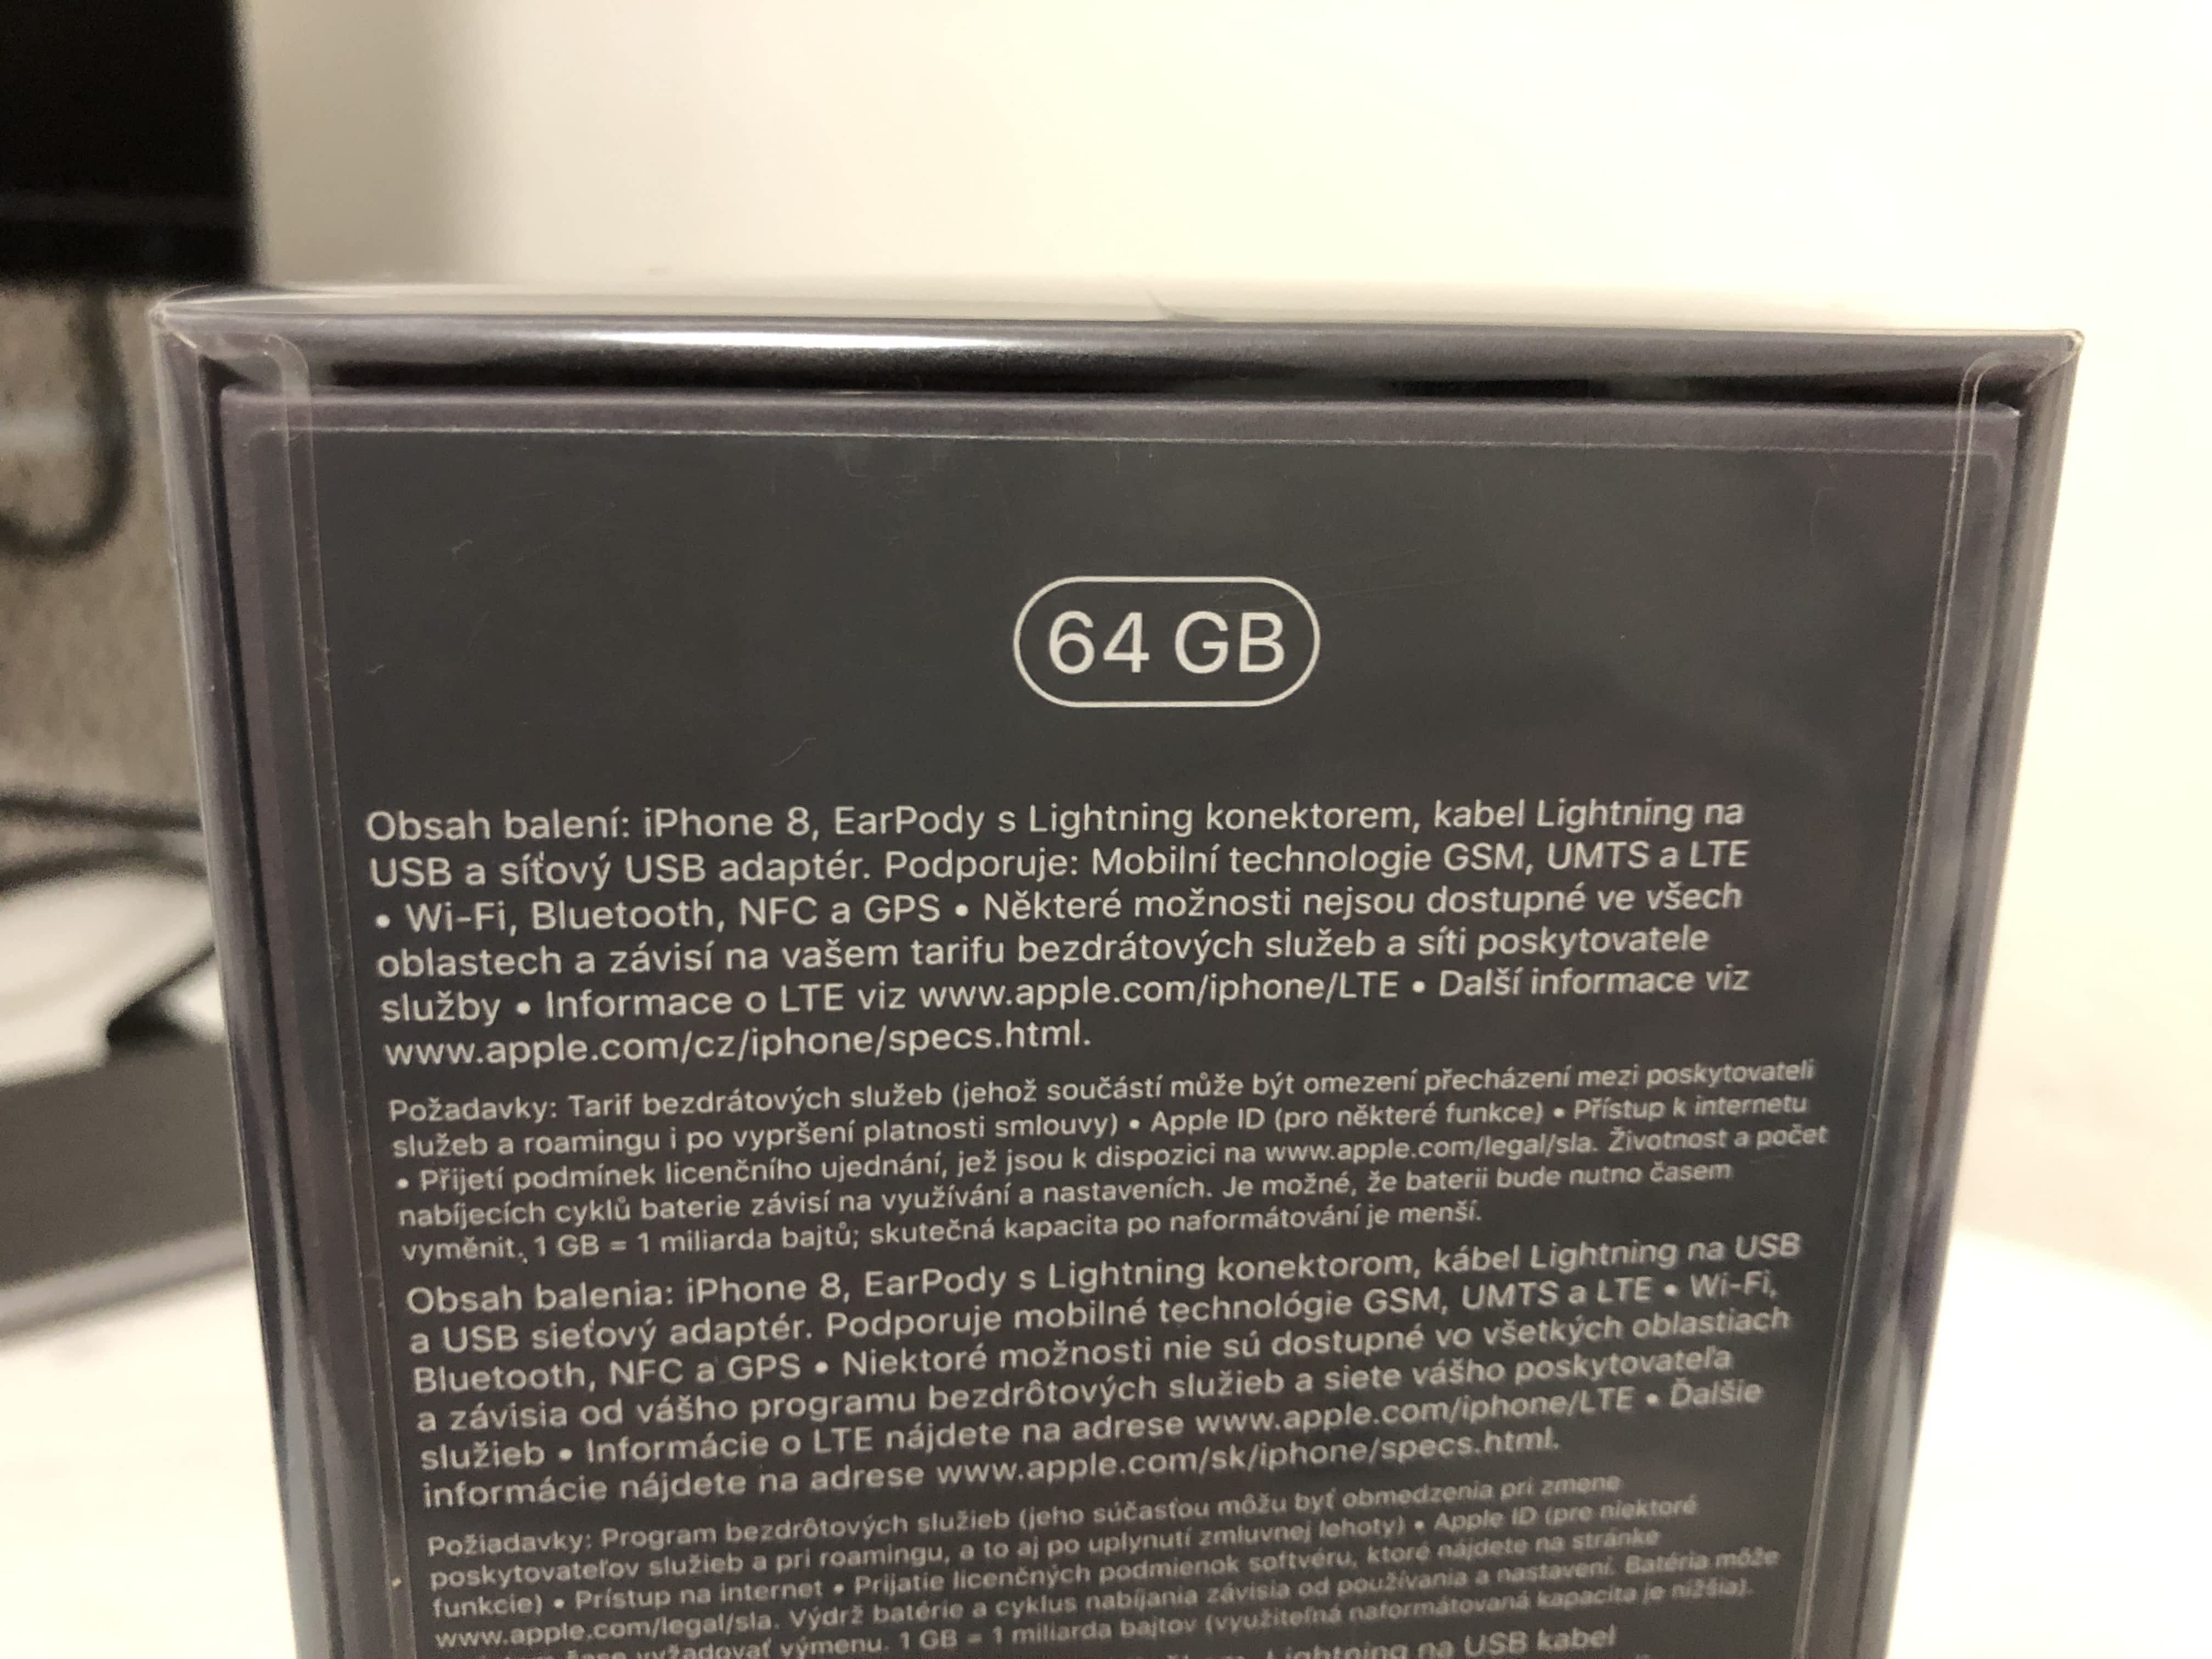 64 GB
Obsah balení: iPhone 8, EarPody s Lightning konektorem, kabel Lightning na
USB a síťový USB adaptér. Podporuje: Mobilní technologie GSM, UMTS a LTE
• Wi-Fi, Bluetooth, NFC a GPS • Některé možnosti nejsou dostupné ve všech
oblastech a závisí na vašem tarifu bezdrátových služeb a síti poskytovatele
služby • Informace o LTE viz www.apple.com/iphone/LTE • Další informace viz
www.apple.com/cz/iphone/specs.html.
Požadavky: Tarif bezdrátových služeb (jehož součástí může být omezení přecházení mezi poskytovateli
služeb a roamingu i po vypršení platnosti smlouvy) • Apple ID (pro některé funkce) • Přístup k internetu
• Přijetí podmínek licenčního ujednání, jež jsou k dispozici na www.apple.com/legal/sla. Životnost a počet
nabíjecích cyklů baterie závisí na využívání a nastaveních. Je možné, že baterii bude nutno časem
vyměnit. 1 GB = 1 miliarda bajtů; skutečná kapacita po naformátování je menší.
Obsah balenia: iPhone 8, EarPody s Lightning konektorom, kábel Lightning na USB
a USB sieťový adaptér. Podporuje mobilné technológie GSM, UMTS a LTE • Wi-Fi,
Bluetooth, NFC a GPS • Niektoré možnosti nie sú dostupné vo všetkých oblastiach
a závisia od vášho programu bezdrôtových služieb a siete vášho poskytovateľa
služieb • Informácie o LTE nájdete na adrese www.apple.com/iphone/LTE • Ďalšie
informácie nájdete na adrese www.apple.com/sk/iphone/specs.html.
Požiadavky: Program bezdrôtových služieb (jeho súčasťou môžu byť obmedzenia pri zmene
poskytovateľov služieb a pri roamingu, a to aj po uplynutí zmluvnej lehoty) • Apple ID (pre niektoré
funkcie) • Prístup na internet • Prijatie licenčných podmienok softvéru, ktoré nájdete na stránke
www.apple.com/legal/sla. Výdrž batérie a cyklus nabíjania závisia od používania a nastavení. Batéria môže
vyžadovať výmenu. 1 GB = 1 miliarda bajtov (využiteľná naformátovaná kapacita je nižšia).
Lightning na USB kabel